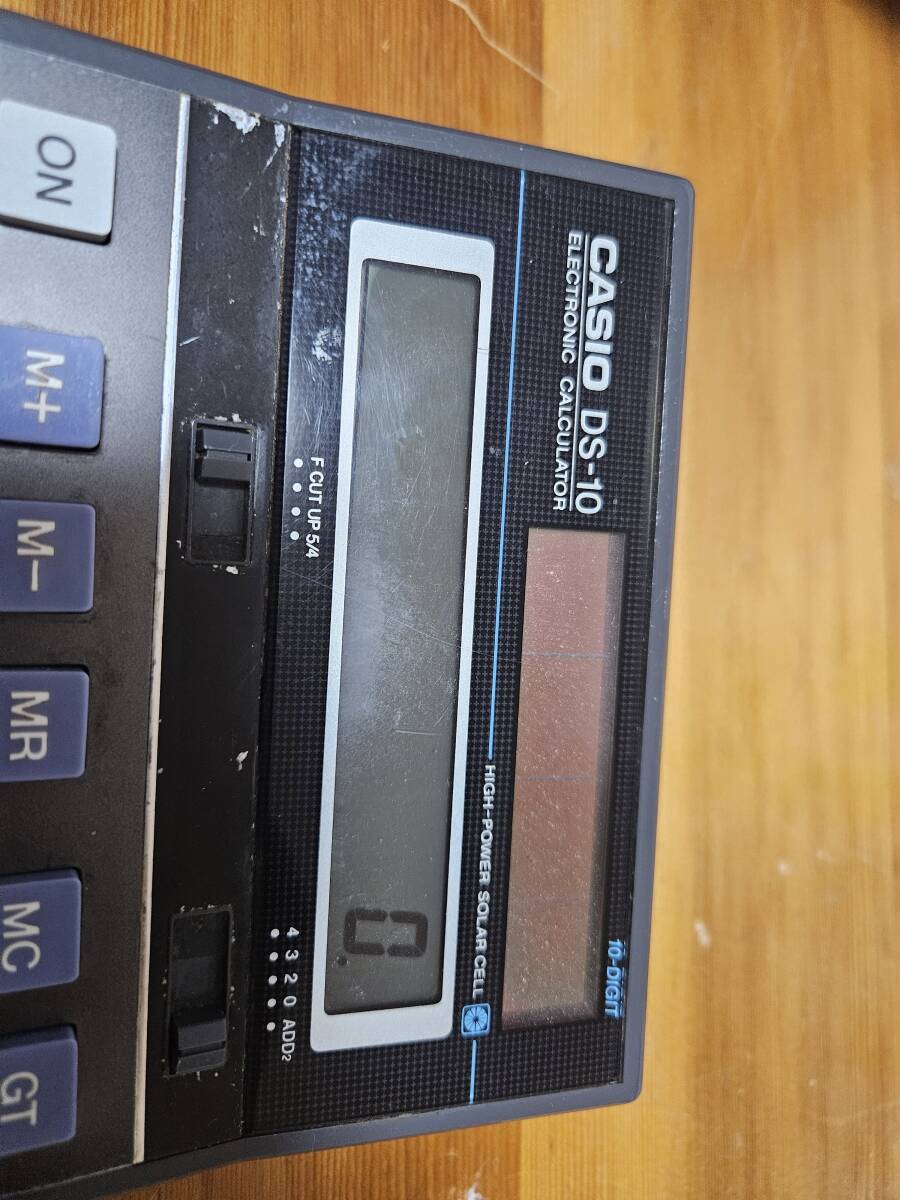 CASIO DS-10
ELECTRONIC CALCULATOR
10-DIGIT
HIGH-POWER SOLAR CELL
0.
F CUT UP 5/4
4 3 2 0 ADD2
ON
M+
M−
MR
MC
GT